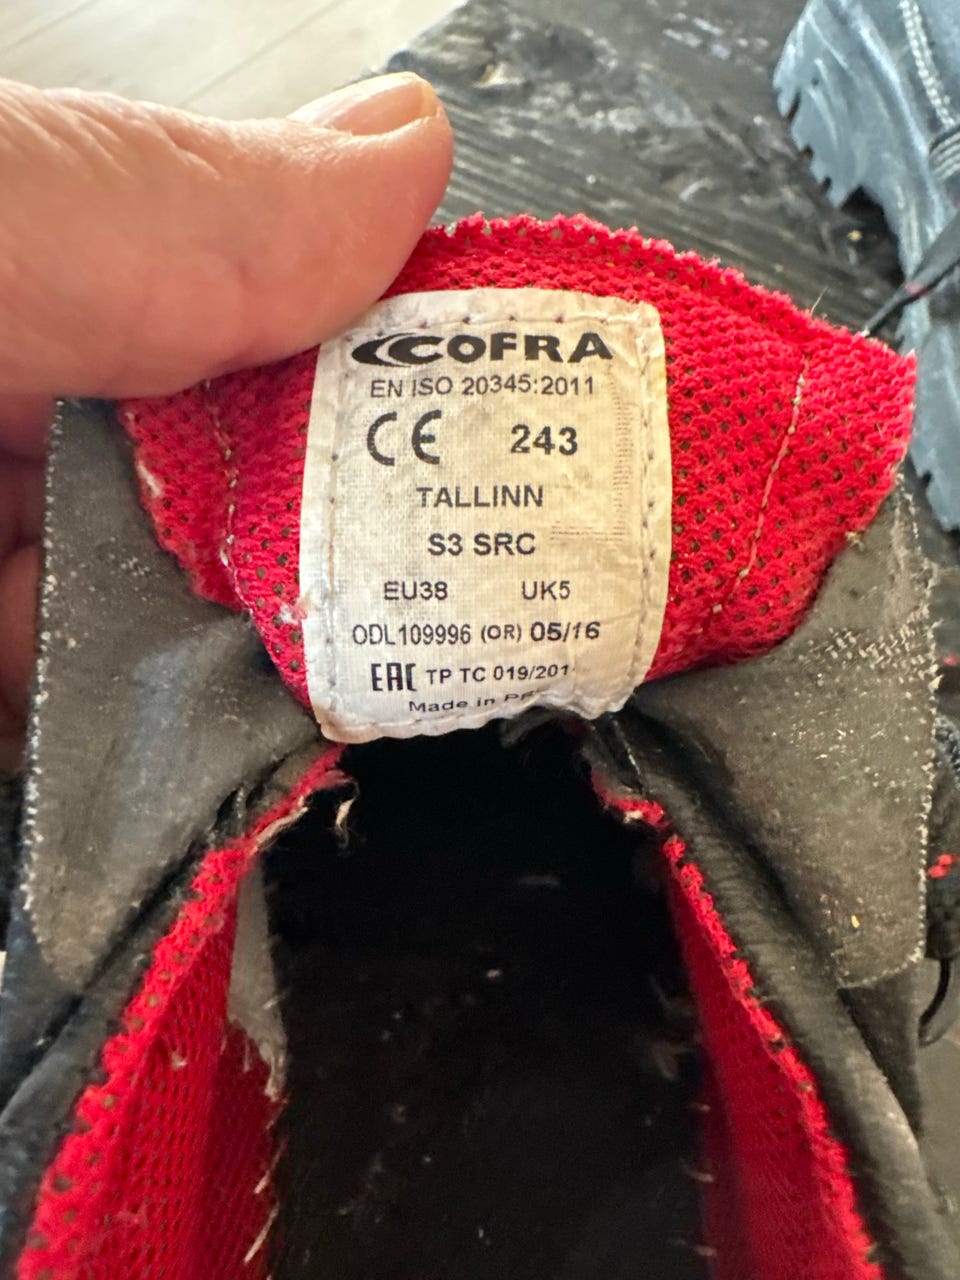 COFRA
EN ISO 20345:2011
CE 243
TALLINN
S3 SRC
EU38 UK5
ODL109996 (OR) 05/16
EAC TP TC 019/201
Made in